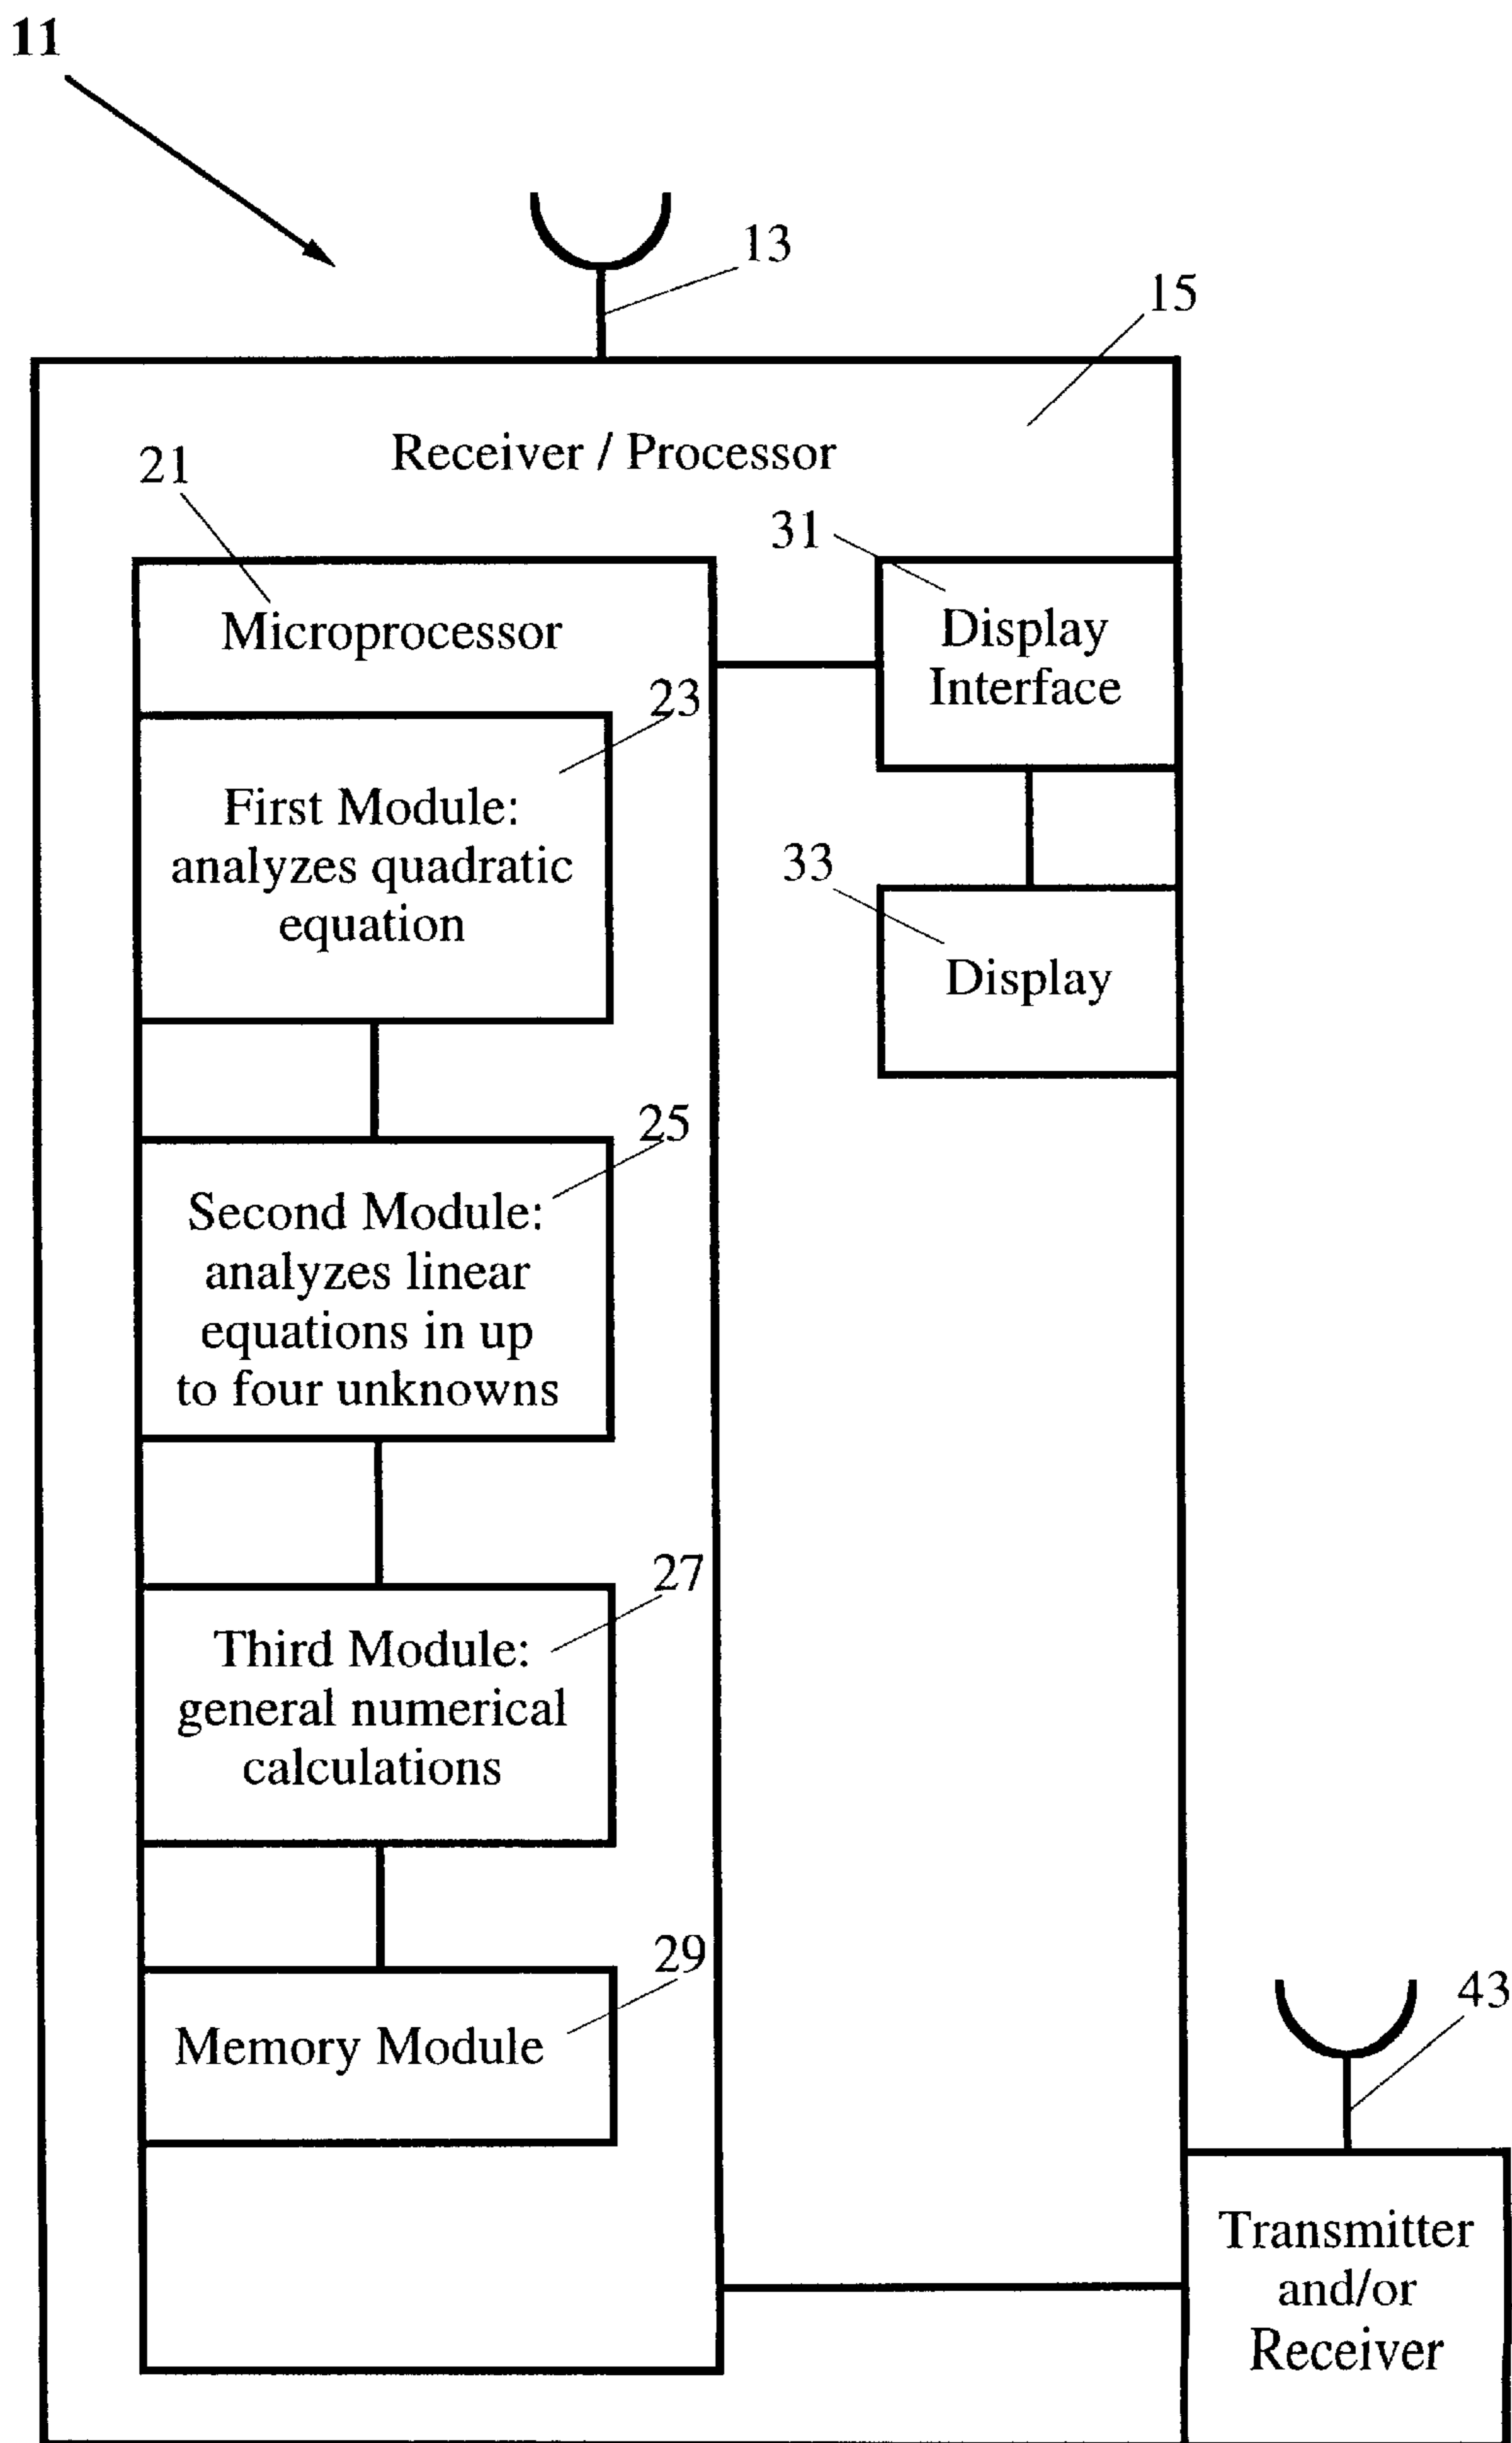 11
13
15
Receiver / Processor
21
31
Microprocessor
Display
Interface
23
First Module:
analyzes quadratic
equation
33
Display
25
Second Module:
analyzes linear
equations in up
to four unknowns
27
Third Module:
general numerical
calculations
29
Memory Module
43
Transmitter
and/or
Receiver